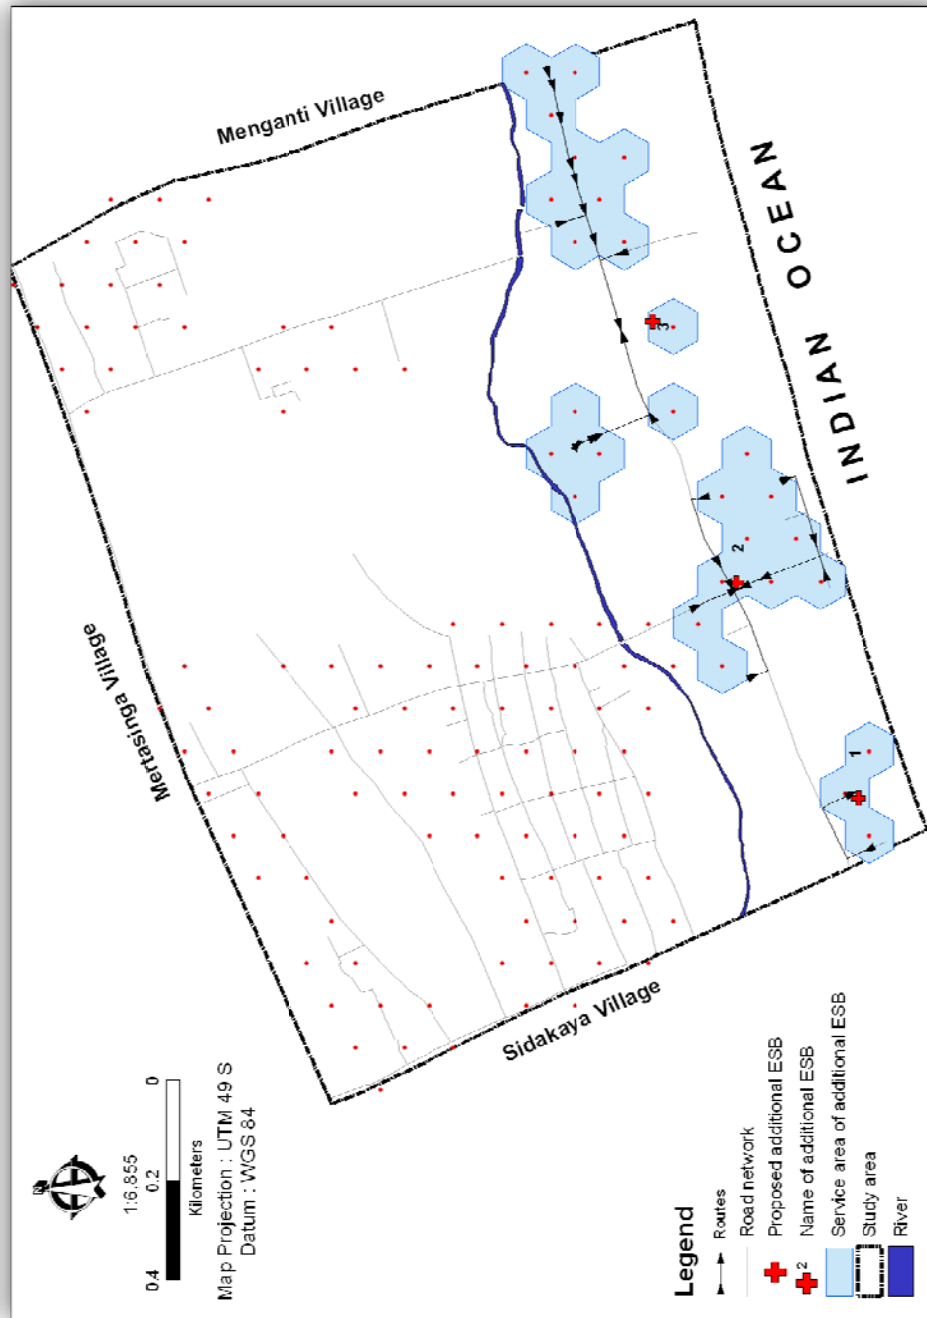 Menganti Village
Mertasinga Village
Sidakaya Village
INDIAN OCEAN
3
2
1
N
1:6.855
0.4 0.2 0
Kilometers
Map Projection : UTM 49 S
Datum : WGS 84
Legend
Routes
Road network
Proposed additional ESB
2
Name of additional ESB
Service area of additional ESB
Study area
River